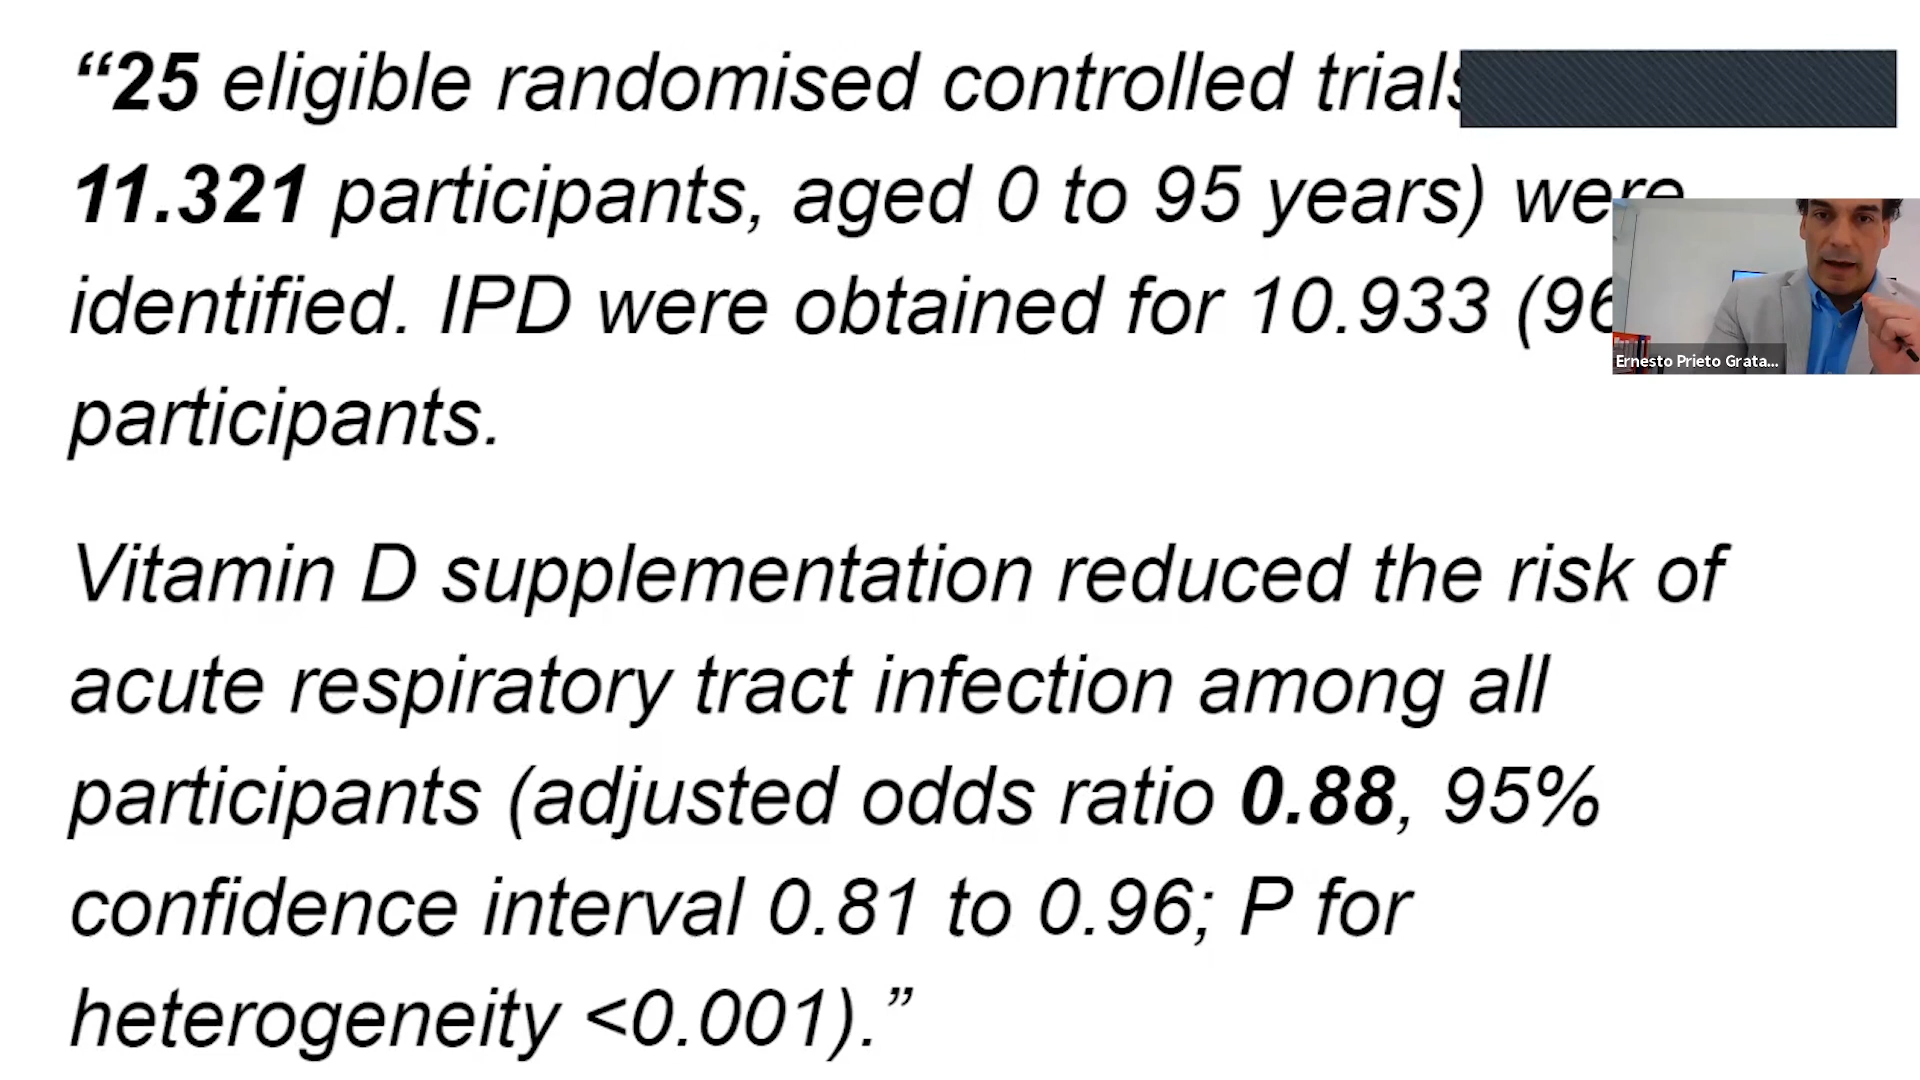 “25 eligible randomised controlled trials
11.321 participants, aged 0 to 95 years) were
identified. IPD were obtained for 10.933 (96
participants.
Vitamin D supplementation reduced the risk of
acute respiratory tract infection among all
participants (adjusted odds ratio 0.88, 95%
confidence interval 0.81 to 0.96; P for
heterogeneity <0.001).”
Ernesto Prieto Grata...